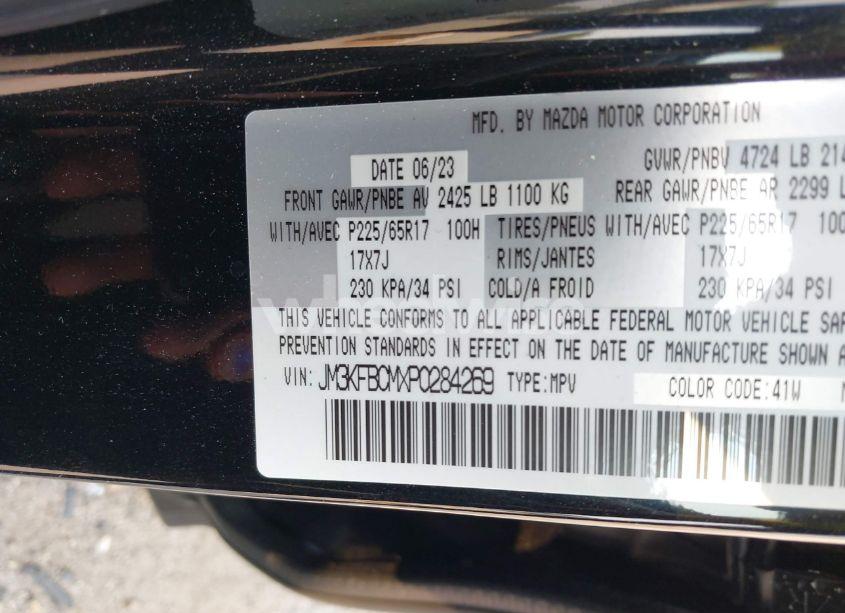 MFD. BY MAZDA MOTOR CORPORATION
DATE 06/23
GVWR/PNBV 4724 LB
FRONT GAWR/PNBE AV 2425 LB 1100 KG
REAR GAWR/PNBE AR 2299 L
WITH/AVEC P225/65R17 100H TIRES/PNEUS WITH/AVEC P225/65R17
17X7J RIMS/JANTES 17X7J
230 KPA/34 PSI COLD/A FROID 230 KPA/34 PSI
THIS VEHICLE CONFORMS TO ALL APPLICABLE FEDERAL MOTOR VEHICLE
PREVENTION STANDARDS IN EFFECT ON THE DATE OF MANUFACTURE SHOWN
VIN: JM3KFBCMXP0284269 TYPE:MPV COLOR CODE:41W